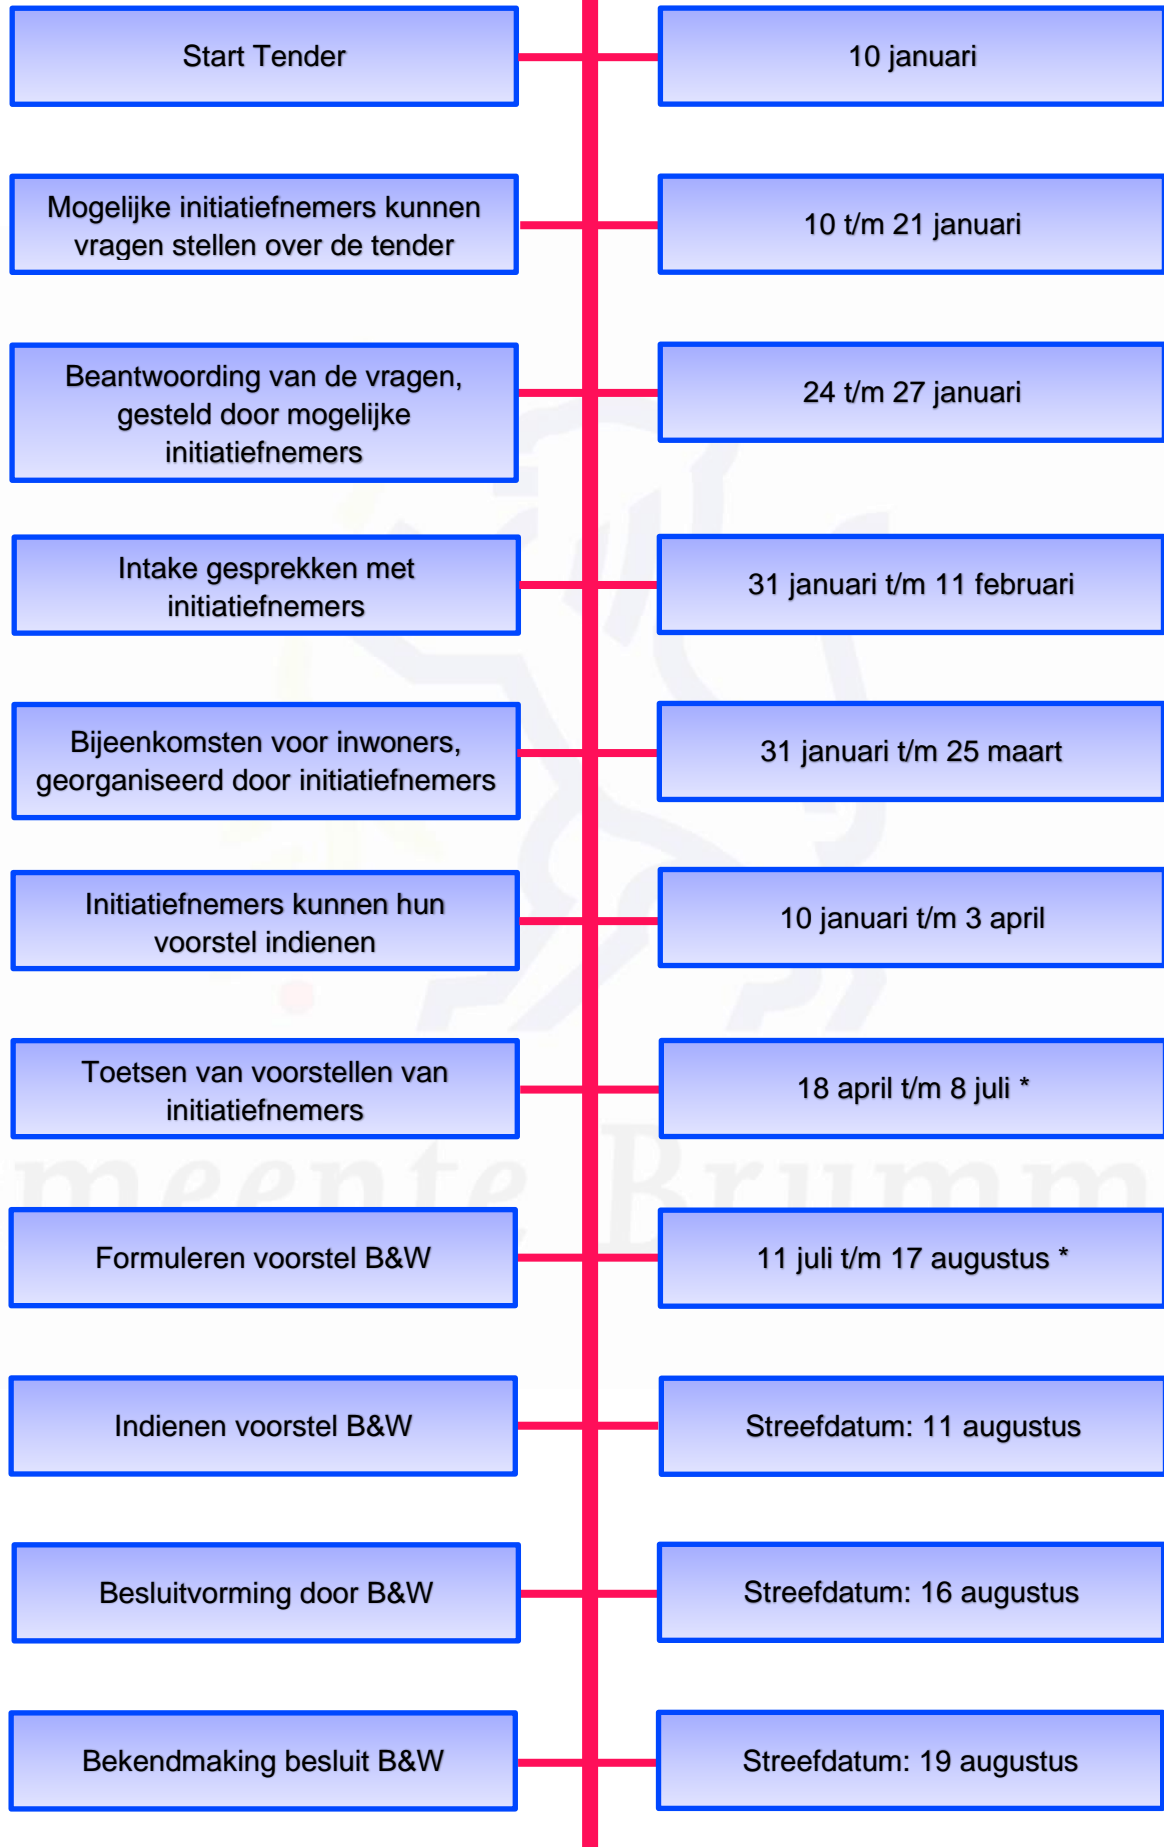 Start Tender
10 januari
Mogelijke initiatiefnemers kunnen
vragen stellen over de tender
10 t/m 21 januari
Beantwoording van de vragen,
gesteld door mogelijke
initiatiefnemers
24 t/m 27 januari
Intake gesprekken met
initiatiefnemers
31 januari t/m 11 februari
Bijeenkomsten voor inwoners,
georganiseerd door initiatiefnemers
31 januari t/m 25 maart
Initiatiefnemers kunnen hun
voorstel indienen
10 januari t/m 3 april
Toetsen van voorstellen van
initiatiefnemers
18 april t/m 8 juli *
meente Brumm
Formuleren voorstel B&W
11 juli t/m 17 augustus *
Indienen voorstel B&W
Streefdatum: 11 augustus
Besluitvorming door B&W
Streefdatum: 16 augustus
Bekendmaking besluit B&W
Streefdatum: 19 augustus